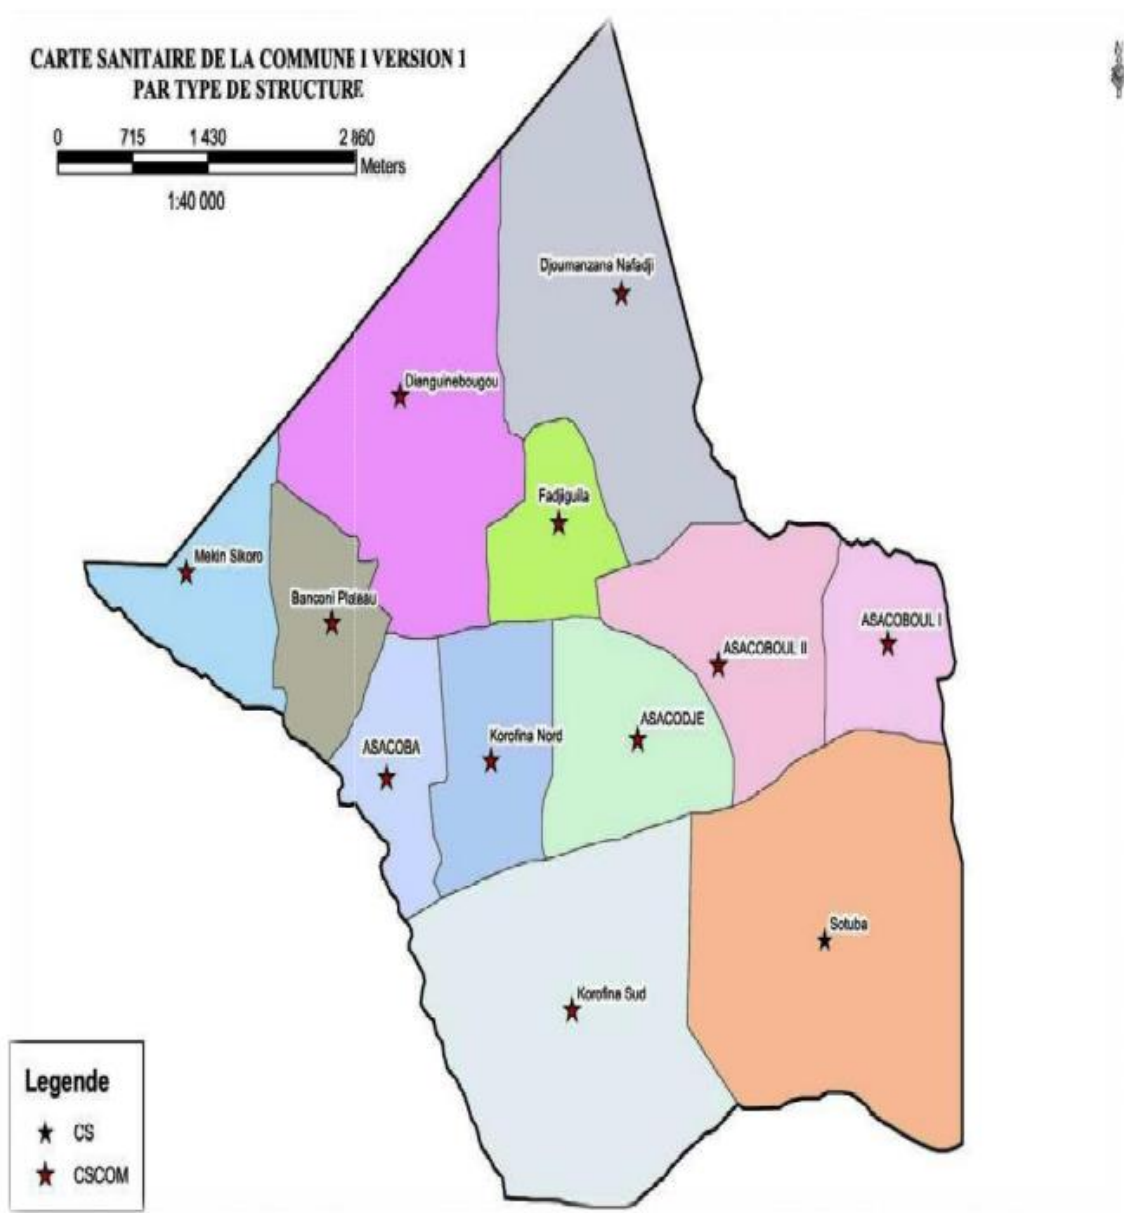 CARTE SANITAIRE DE LA COMMUNE I VERSION 1
PAR TYPE DE STRUCTURE
0 715 1 430 2 860
Meters
1:40 000
Djoumanzana Nafadji
Dianguinebougou
Fadjiguila
Mekin Sikoro
Banconi Plateau
ASACOBOUL I
ASACOBOUL II
ASACODJE
Korofina Nord
ASACOBA
Sotuba
Korofina Sud
Legende
CS
CSCOM